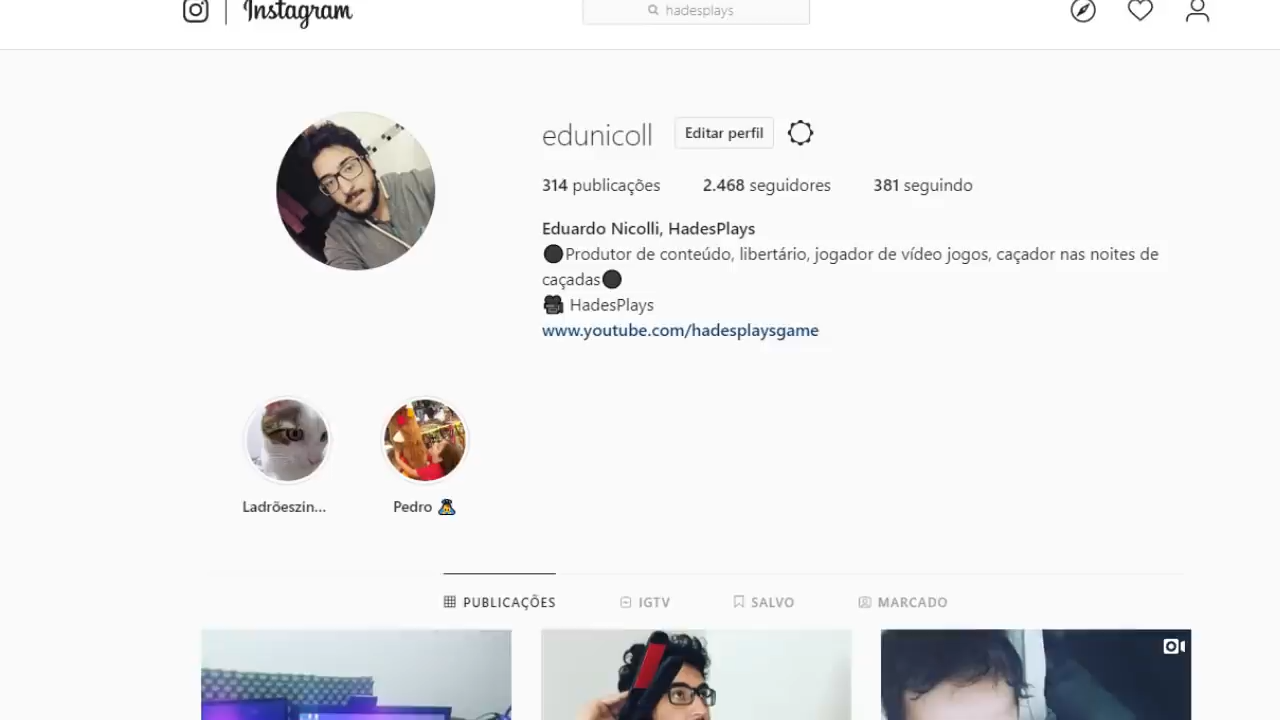 Instagram
hadesplays
edunicoll
Editar perfil
314 publicações 2.468 seguidores 381 seguindo
Eduardo Nicolli, HadesPlays
Produtor de conteúdo, libertário, jogador de vídeo jogos, caçador nas noites de
caçadas
HadesPlays
www.youtube.com/hadesplaysgame
Ladrõeszin... Pedro
PUBLICAÇÕES IGTV SALVO MARCADO